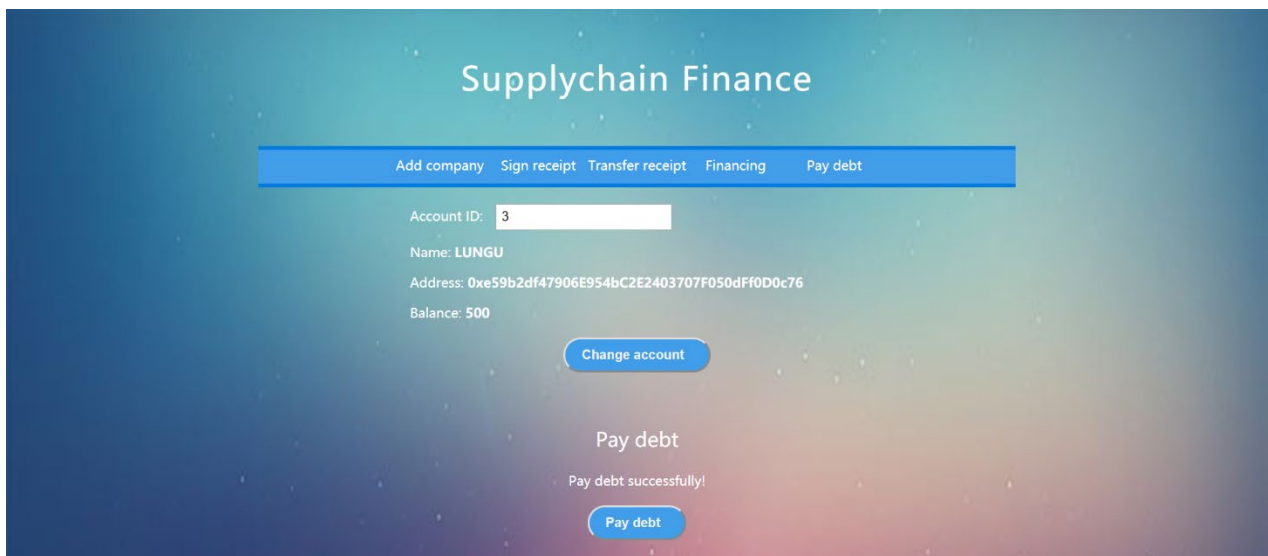 Supplychain Finance
Add company Sign receipt Transfer receipt Financing Pay debt
Account ID: 3
Name: LUNGU
Address: 0xe59b2df47906E954bC2E2403707F050dFf0D0c76
Balance: 500
Change account
Pay debt
Pay debt successfully!
Pay debt